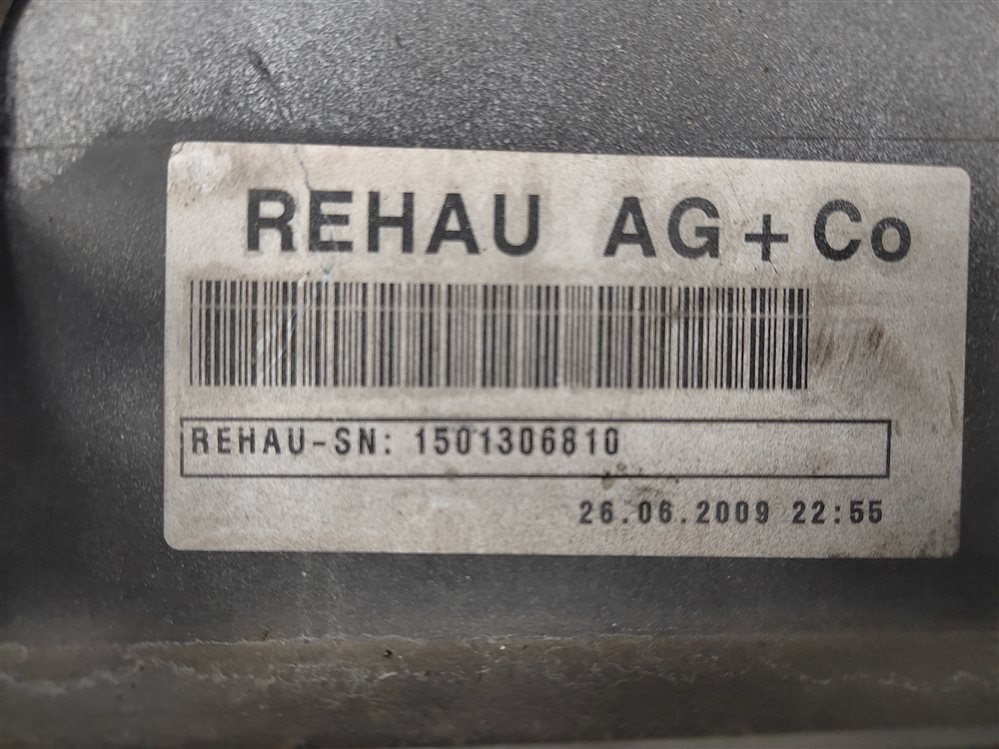 REHAU AG + Co
REHAU-SN: 1501306810
26.06.2009 22:55